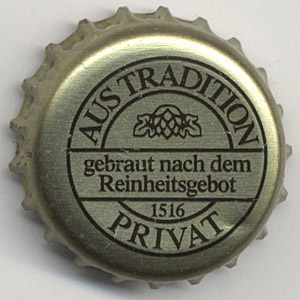 AUS TRADITION
gebraut nach dem
Reinheitsgebot
1516
PRIVAT